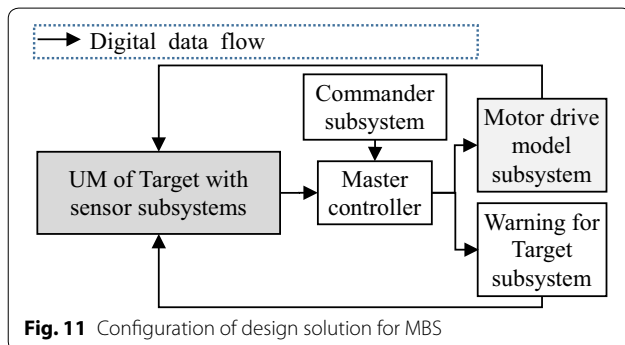 Digital data flow
Commander
subsystem
Motor drive
model
subsystem
UM of Target with
sensor subsystems
Master
controller
Warning for
Target
subsystem
Fig. 11 Configuration of design solution for MBS